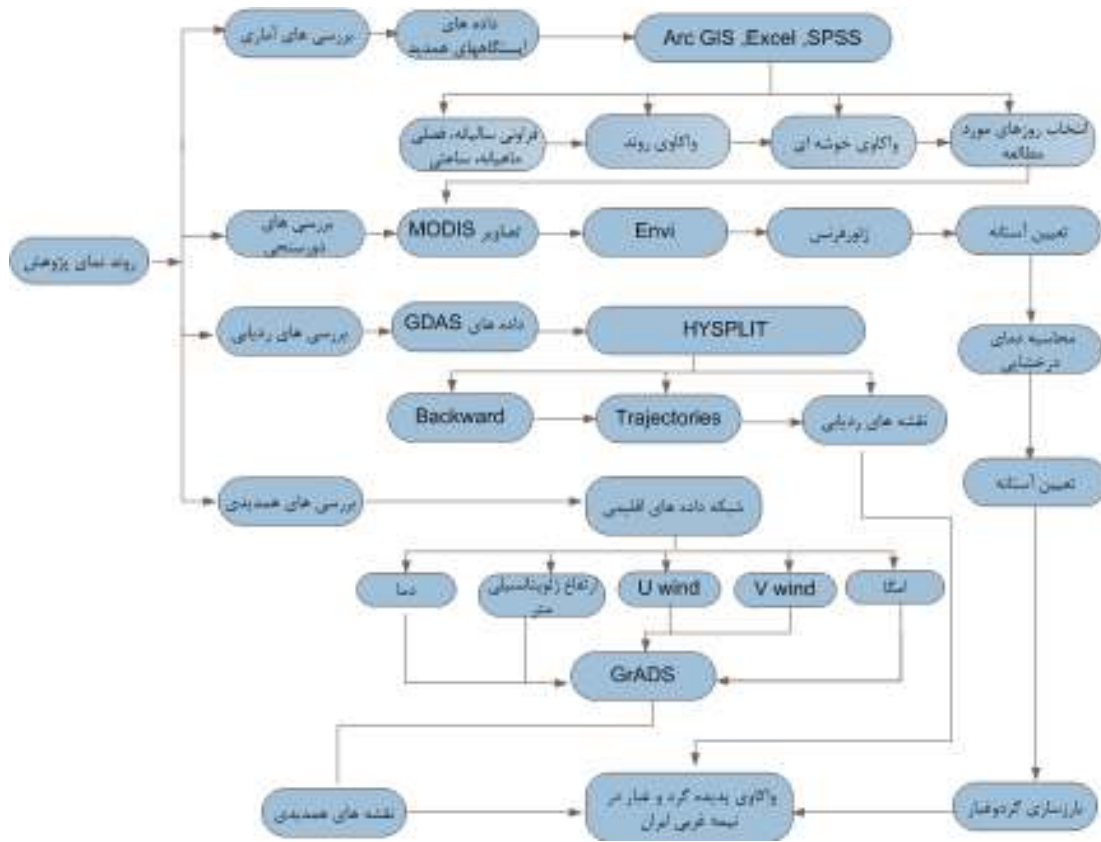 بررسی های آماری
داده های
ایستگاههای همدید
Arc GIS ,Excel ,SPSS
فراونی سالیانه، فصلی
ماهیانه، ساعتی
واکاوی روند
واکاوی خوشه ای
انتخاب روزهای مورد
مطالعه
روند نمای پژوهش
بررسی های
دورسنجی
تصاویر MODIS
Envi
ژئورفرنس
تعیین آستانه
بررسی های ردیابی
داده های GDAS
HYSPLIT
محاسبه دمای
درخشایی
Backward
Trajectories
نقشه های ردیابی
تعیین آستانه
بررسی های همدیدی
شبکه داده های اقلیمی
دما
ارتفاع ژئوپتانسیلی
متر
U wind
V wind
امگا
GrADS
نقشه های همدیدی
واکاوی پدیده گرد و غبار در
نیمه غربی ایران
بارزسازی گردوغبار